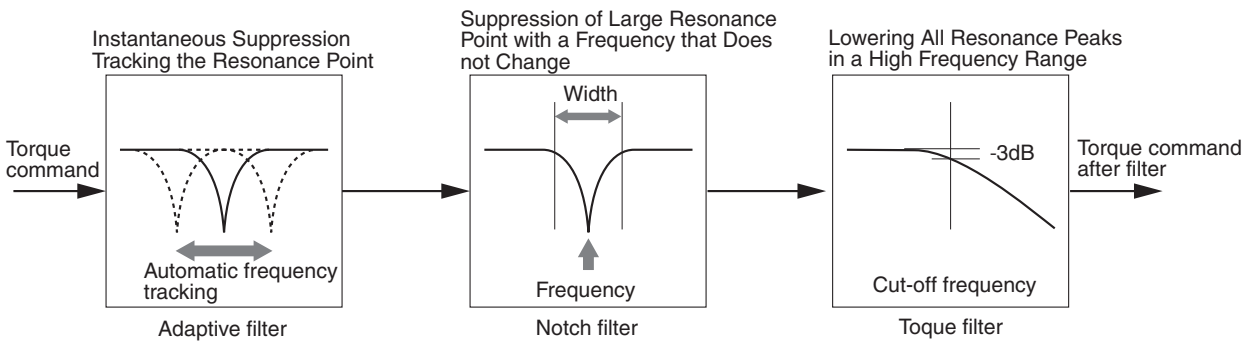 Instantaneous Suppression
Tracking the Resonance Point
Suppression of Large Resonance
Point with a Frequency that Does
not Change
Lowering All Resonance Peaks
in a High Frequency Range
Torque
command
Automatic frequency
tracking
Adaptive filter
Width
Frequency
Notch filter
-3dB
Cut-off frequency
Toque filter
Torque command
after filter